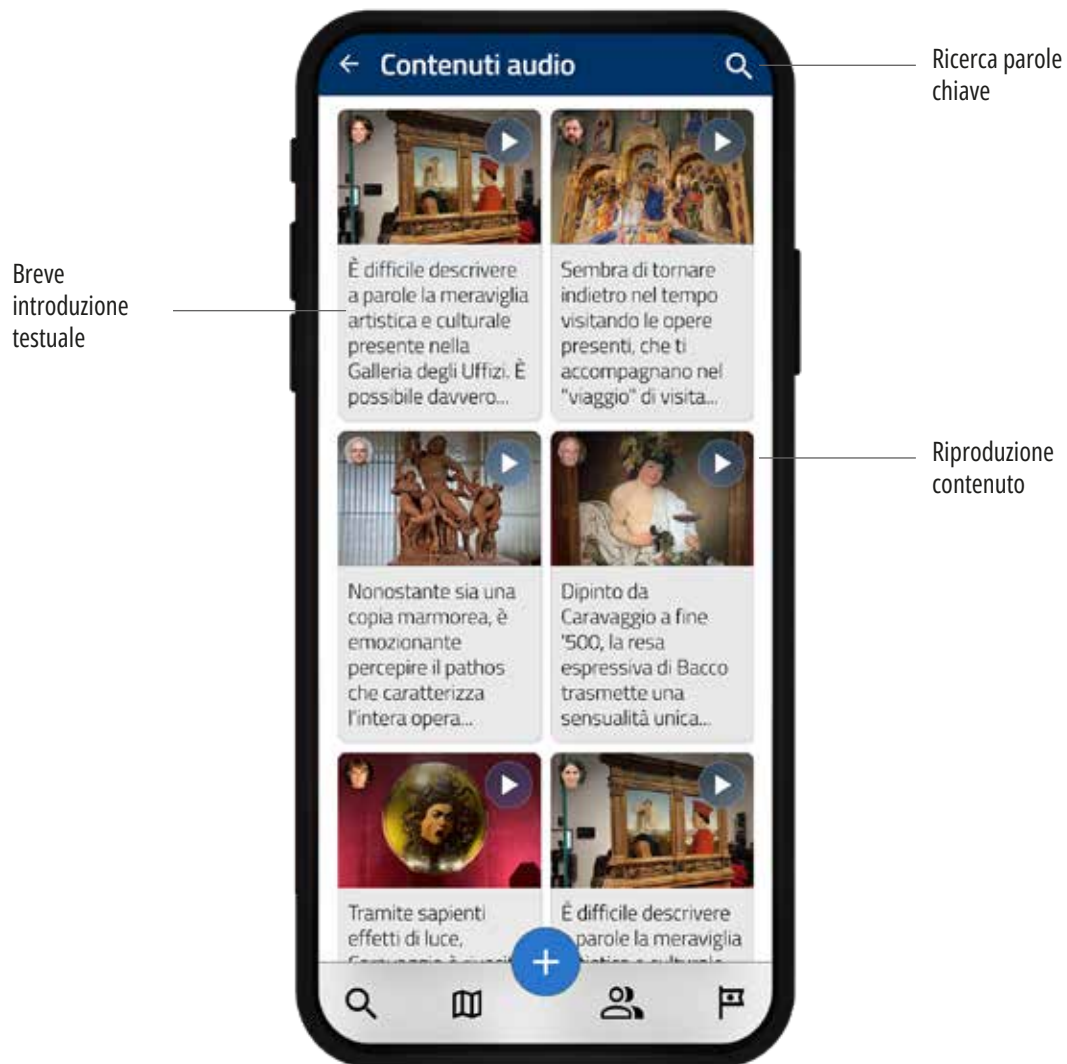 Contenuti audio
Ricerca parole
chiave
Breve
introduzione
testuale
È difficile descrivere
a parole la meraviglia
artistica e culturale
presente nella
Galleria degli Uffizi. È
possibile davvero...
Sembra di tornare
indietro nel tempo
visitando le opere
presenti, che ti
accompagnano nel
"viaggio" di visita...
Riproduzione
contenuto
Nonostante sia una
copia marmorea, è
emozionante
percepire il pathos
che caratterizza
l'intera opera...
Dipinto da
Caravaggio a fine
'500, la resa
espressiva di Bacco
trasmette una
sensualità unica...
Tramite sapienti
effetti di luce,
È difficile descrivere
parole la meraviglia